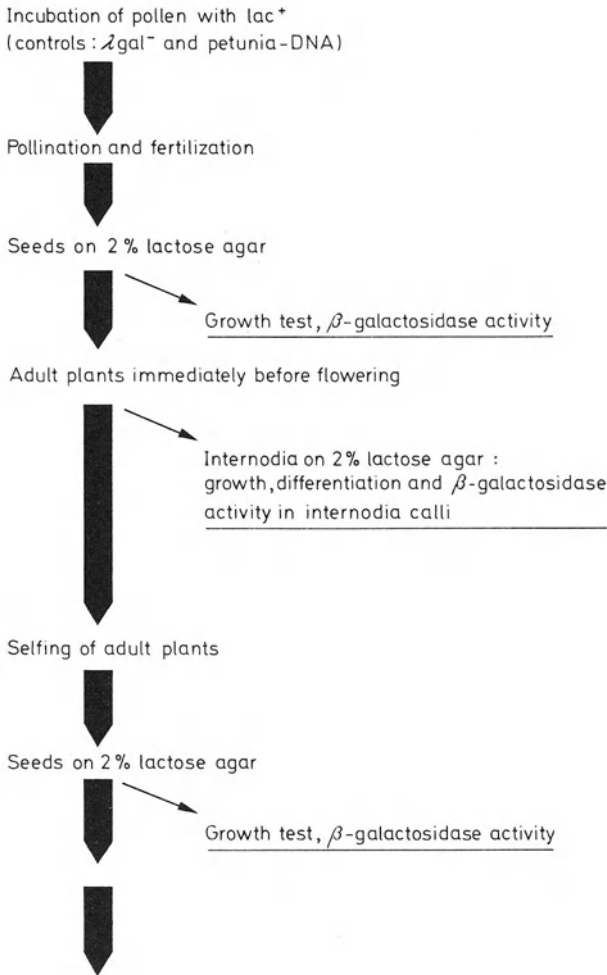 Incubation of pollen with lac⁺
(controls : λgal⁻ and petunia-DNA)
Pollination and fertilization
Seeds on 2% lactose agar
Growth test, β-galactosidase activity
Adult plants immediately before flowering
Internodia on 2% lactose agar :
growth, differentiation and β-galactosidase
activity in internodia calli
Selfing of adult plants
Seeds on 2% lactose agar
Growth test, β-galactosidase activity